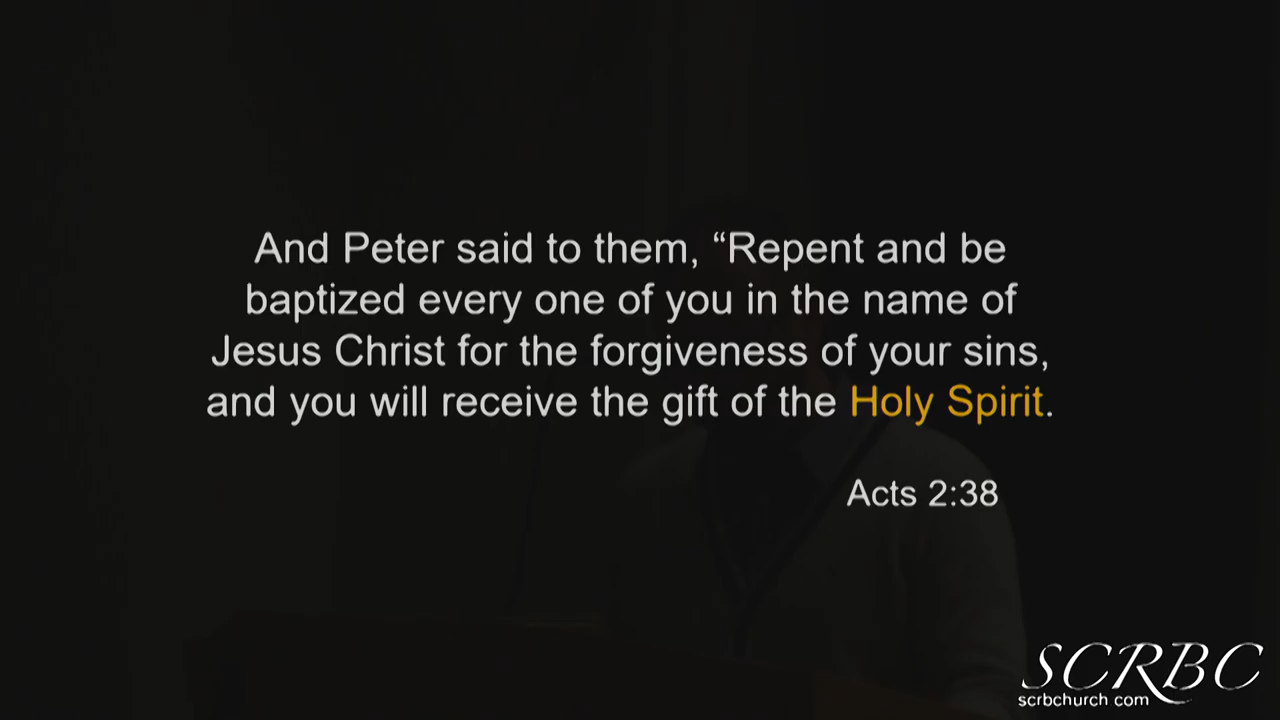 And Peter said to them, “Repent and be
baptized every one of you in the name of
Jesus Christ for the forgiveness of your sins,
and you will receive the gift of the Holy Spirit.
Acts 2:38
SCRBC
scrbchurch com